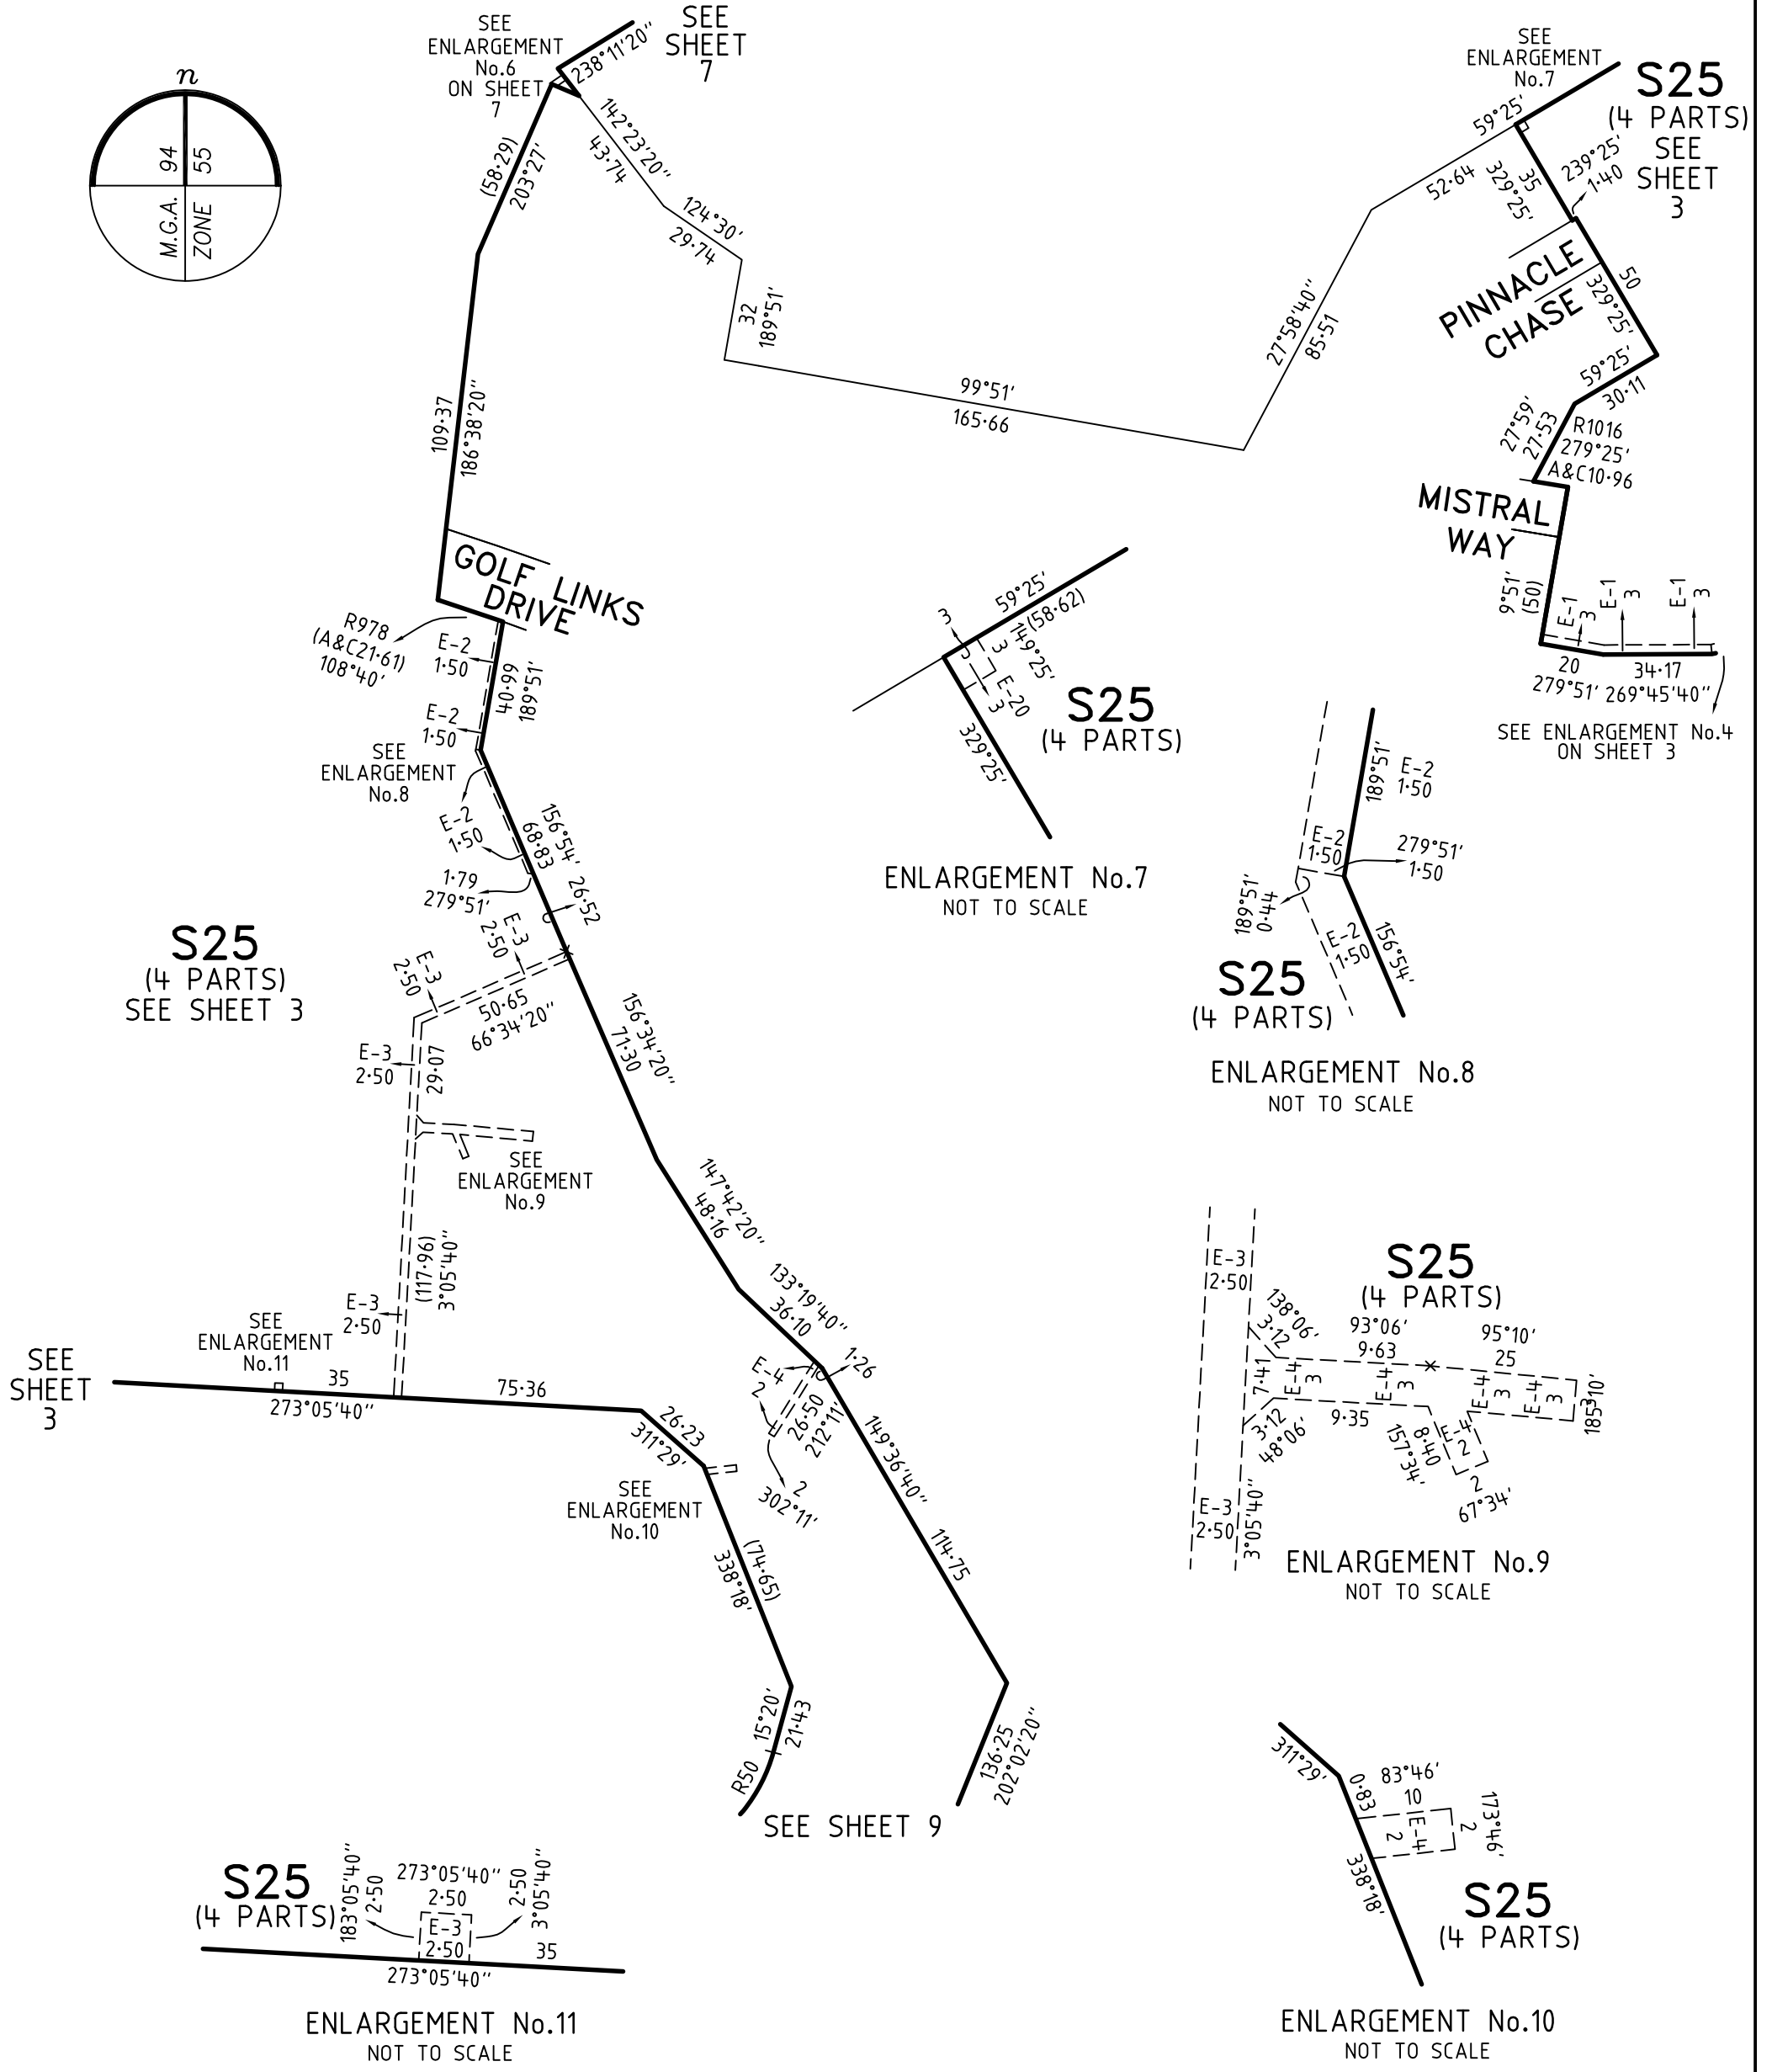 SEE
ENLARGEMENT
No.6
ON SHEET
7
238°11'20"
SEE
SHEET
7
n
94
55
M.G.A.
ZONE
(58·29)
203°27'
142°23'20"
43·74
124°30'
29·74
32
189°51'
99°51'
165·66
27°58'40"
85·51
52·64
59°25'
SEE
ENLARGEMENT
No.7
S25
(4 PARTS)
SEE
SHEET
3
35
329°25'
239°25'
1·40
PINNACLE
CHASE
50
329°25'
59°25'
30·11
27°59'
27·53
R1016
279°25'
A&C10·96
MISTRAL
WAY
9°51'
(50)
E-1
3
E-1
3
E-1
3
20
279°51'
34·17
269°45'40"
SEE ENLARGEMENT No.4
ON SHEET 3
109·37
186°38'20"
GOLF LINKS
DRIVE
R978
(A&C21·61)
108°40'
E-2
1·50
40·99
189°51'
E-2
1·50
SEE
ENLARGEMENT
No.8
E-2
1·50
156°54'
68·83
1·79
279°51'
26·52
3
59°25'
(58·62)
3
149°25'
E-20
3
329°25'
S25
(4 PARTS)
ENLARGEMENT No.7
NOT TO SCALE
189°51'
E-2
1·50
E-2
1·50
279°51'
1·50
189°51'
0·44
E-2
1·50
156°54'
S25
(4 PARTS)
ENLARGEMENT No.8
NOT TO SCALE
S25
(4 PARTS)
SEE SHEET 3
E-3
2·50
E-3
2·50
50·65
66°34'20"
E-3
2·50
29·07
156°34'20"
71·30
SEE
ENLARGEMENT
No.9
(117·96)
3°05'40"
E-3
2·50
147°42'20"
48·16
133°19'40"
36·10
SEE
ENLARGEMENT
No.11
SEE
SHEET
3
35
273°05'40"
75·36
26·23
311°29'
E-4
2
1·26
26·50
212°11'
2
302°11'
149°36'40"
114·75
SEE
ENLARGEMENT
No.10
(74·65)
338°18'
15°20'
21·43
R50
136·25
202°02'20"
SEE SHEET 9
E-3
2·50
S25
(4 PARTS)
138°06'
3·12
93°06'
9·63
95°10'
25
7·41
E-4
3
E-4
3
E-4
3
E-4
3
3
185°10'
9·35
3·12
48°06'
157°34'
8·40
E-4
2
2
67°34'
E-3
2·50
3°05'40"
ENLARGEMENT No.9
NOT TO SCALE
311°29'
0·83
83°46'
10
E-4
2
2
173°46'
338°18'
S25
(4 PARTS)
ENLARGEMENT No.10
NOT TO SCALE
S25
(4 PARTS)
183°05'40"
2·50
273°05'40"
2·50
E-3
2·50
2·50
3°05'40"
35
273°05'40"
ENLARGEMENT No.11
NOT TO SCALE